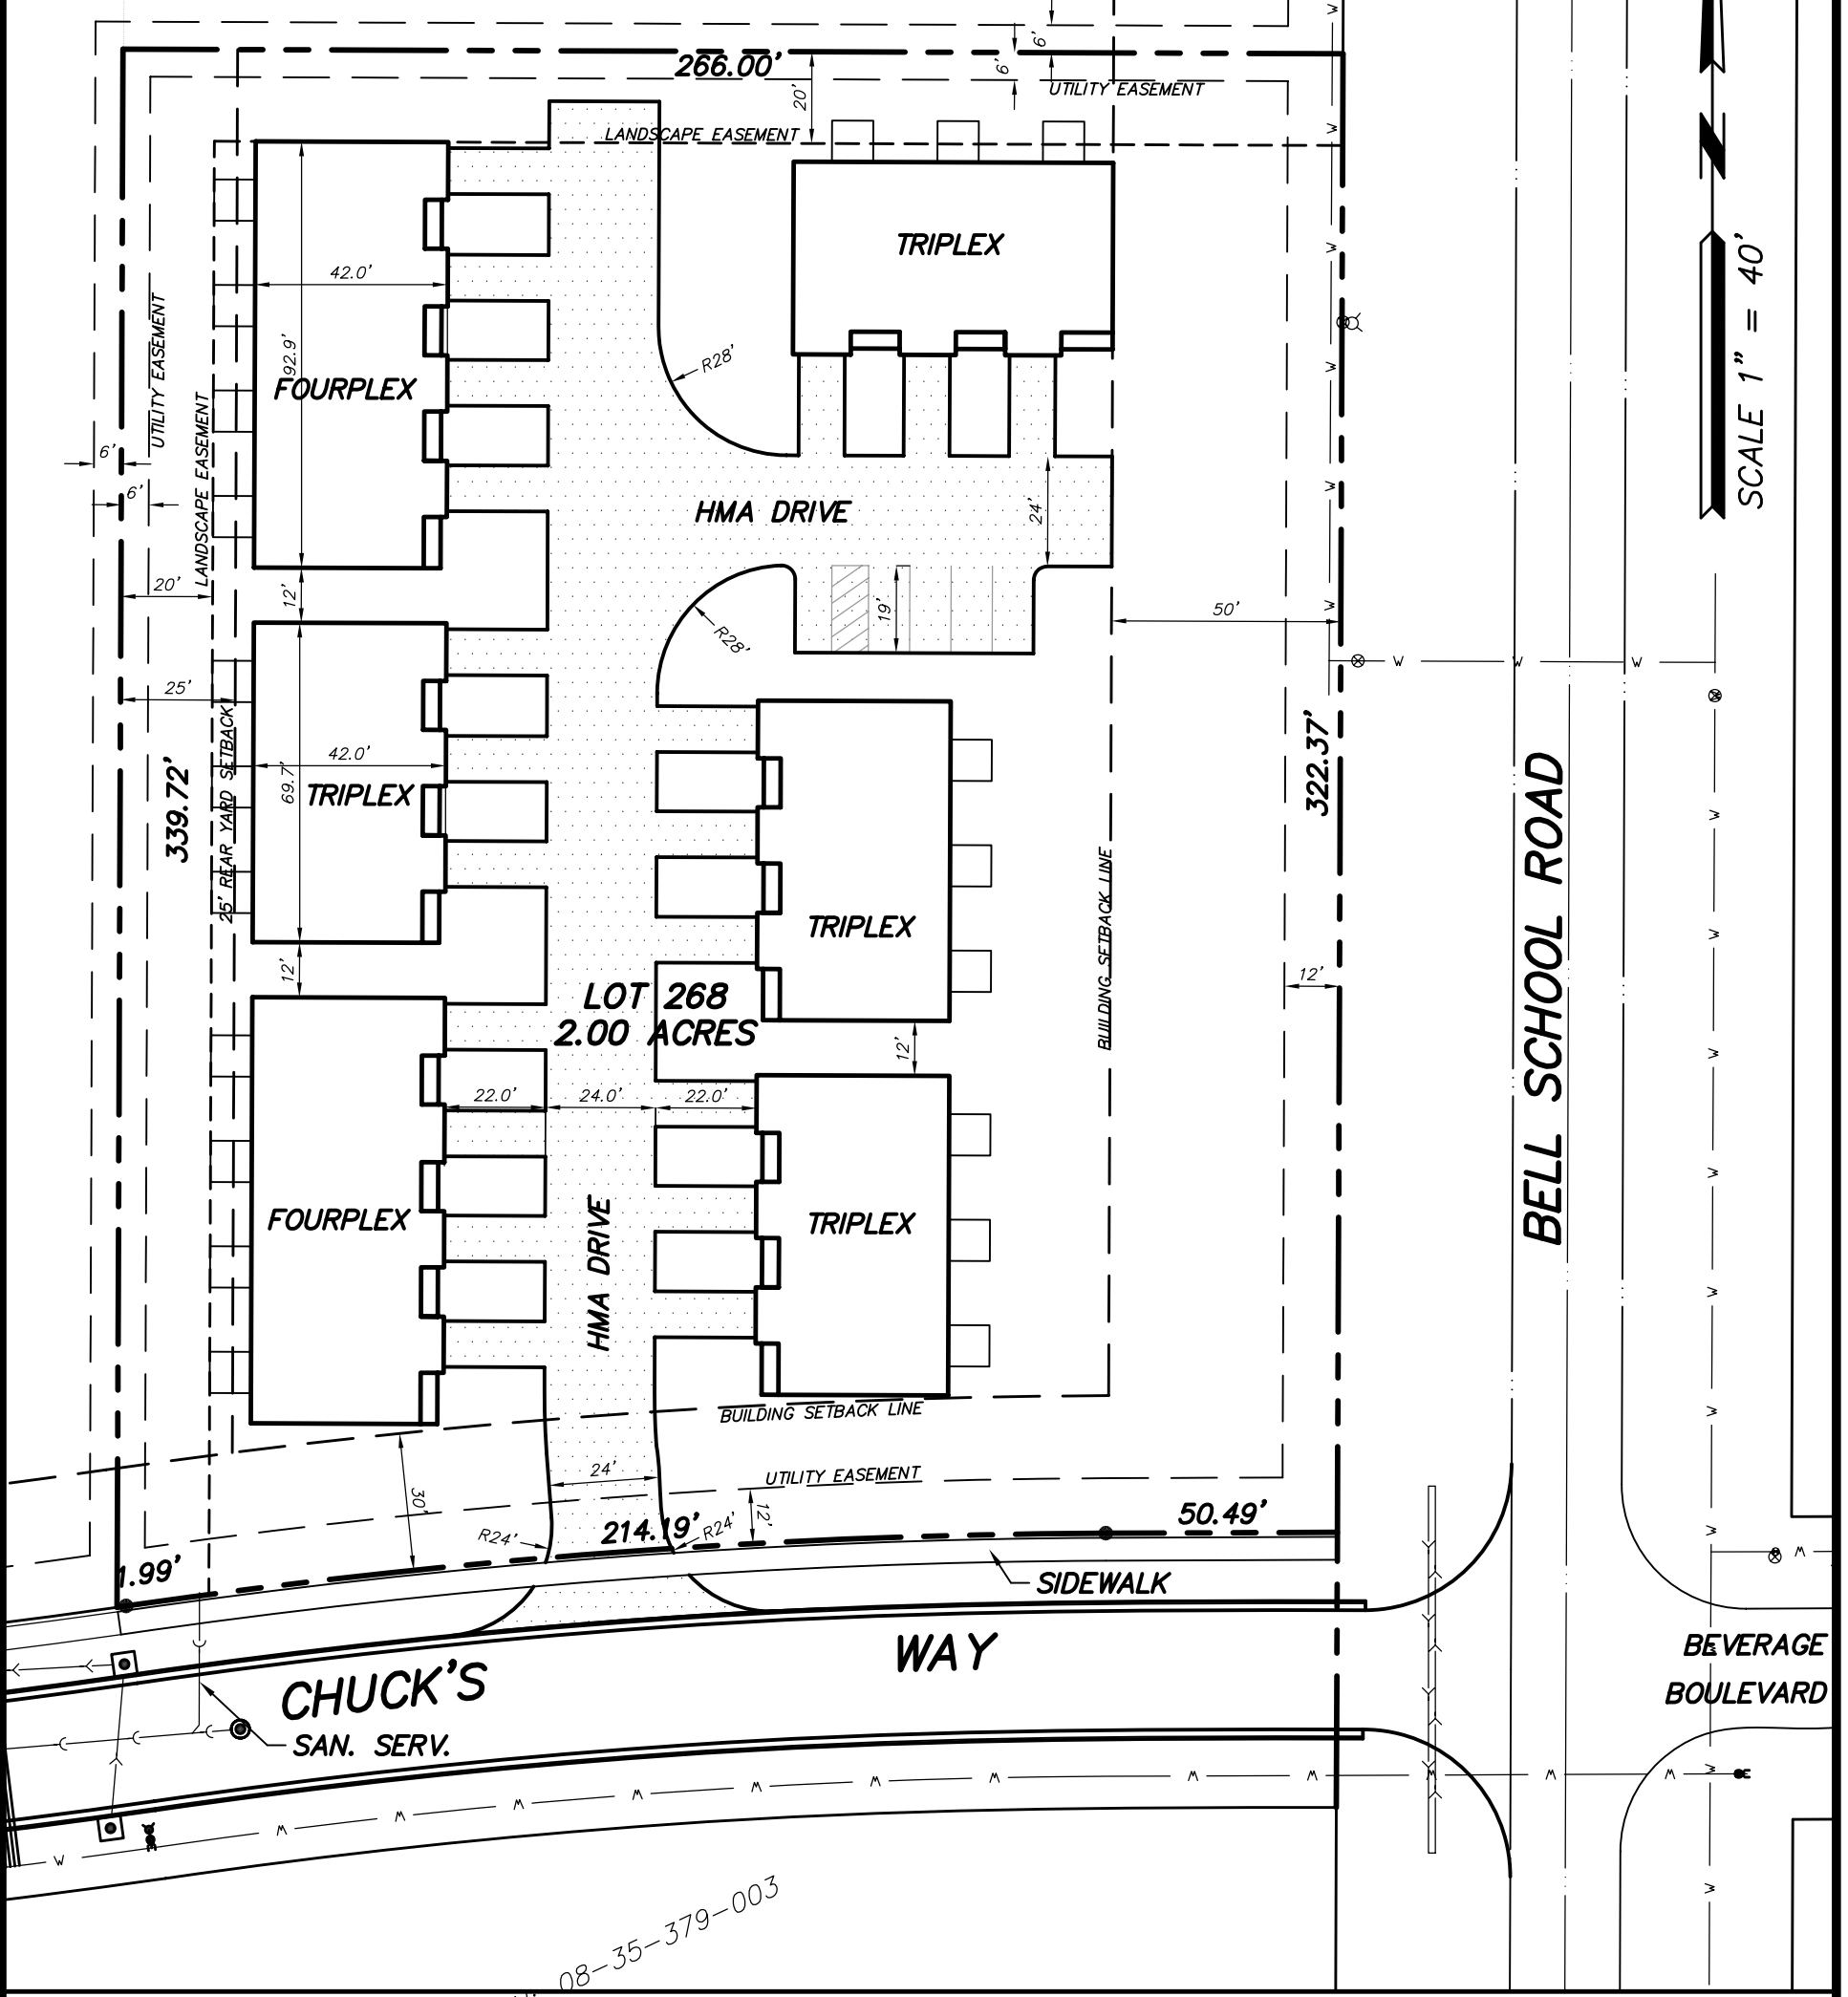 6'
266.00'
6'
20'
UTILITY EASEMENT
LANDSCAPE EASEMENT
TRIPLEX
42.0'
SCALE 1" = 40'
UTILITY EASEMENT
92.9'
R28'
FOURPLEX
LANDSCAPE EASEMENT
6'
6'
HMA DRIVE
24'
20'
12'
19'
50'
R28'
25'
322.37'
339.72'
25' REAR YARD SETBACK
42.0'
69.7'
TRIPLEX
BELL SCHOOL ROAD
TRIPLEX
BUILDING SETBACK LINE
12'
12'
LOT 268
2.00 ACRES
12'
22.0'
24.0'
22.0'
FOURPLEX
HMA DRIVE
TRIPLEX
BUILDING SETBACK LINE
30'
24'
UTILITY EASEMENT
12'
50.49'
R24'
214.19'
R24'
1.99'
SIDEWALK
WAY
CHUCK'S
SAN. SERV.
BEVERAGE
BOULEVARD
W W W W W W
W W W
W W W W W W W W W W
W W W W W W W W W W W W W
08-35-379-003